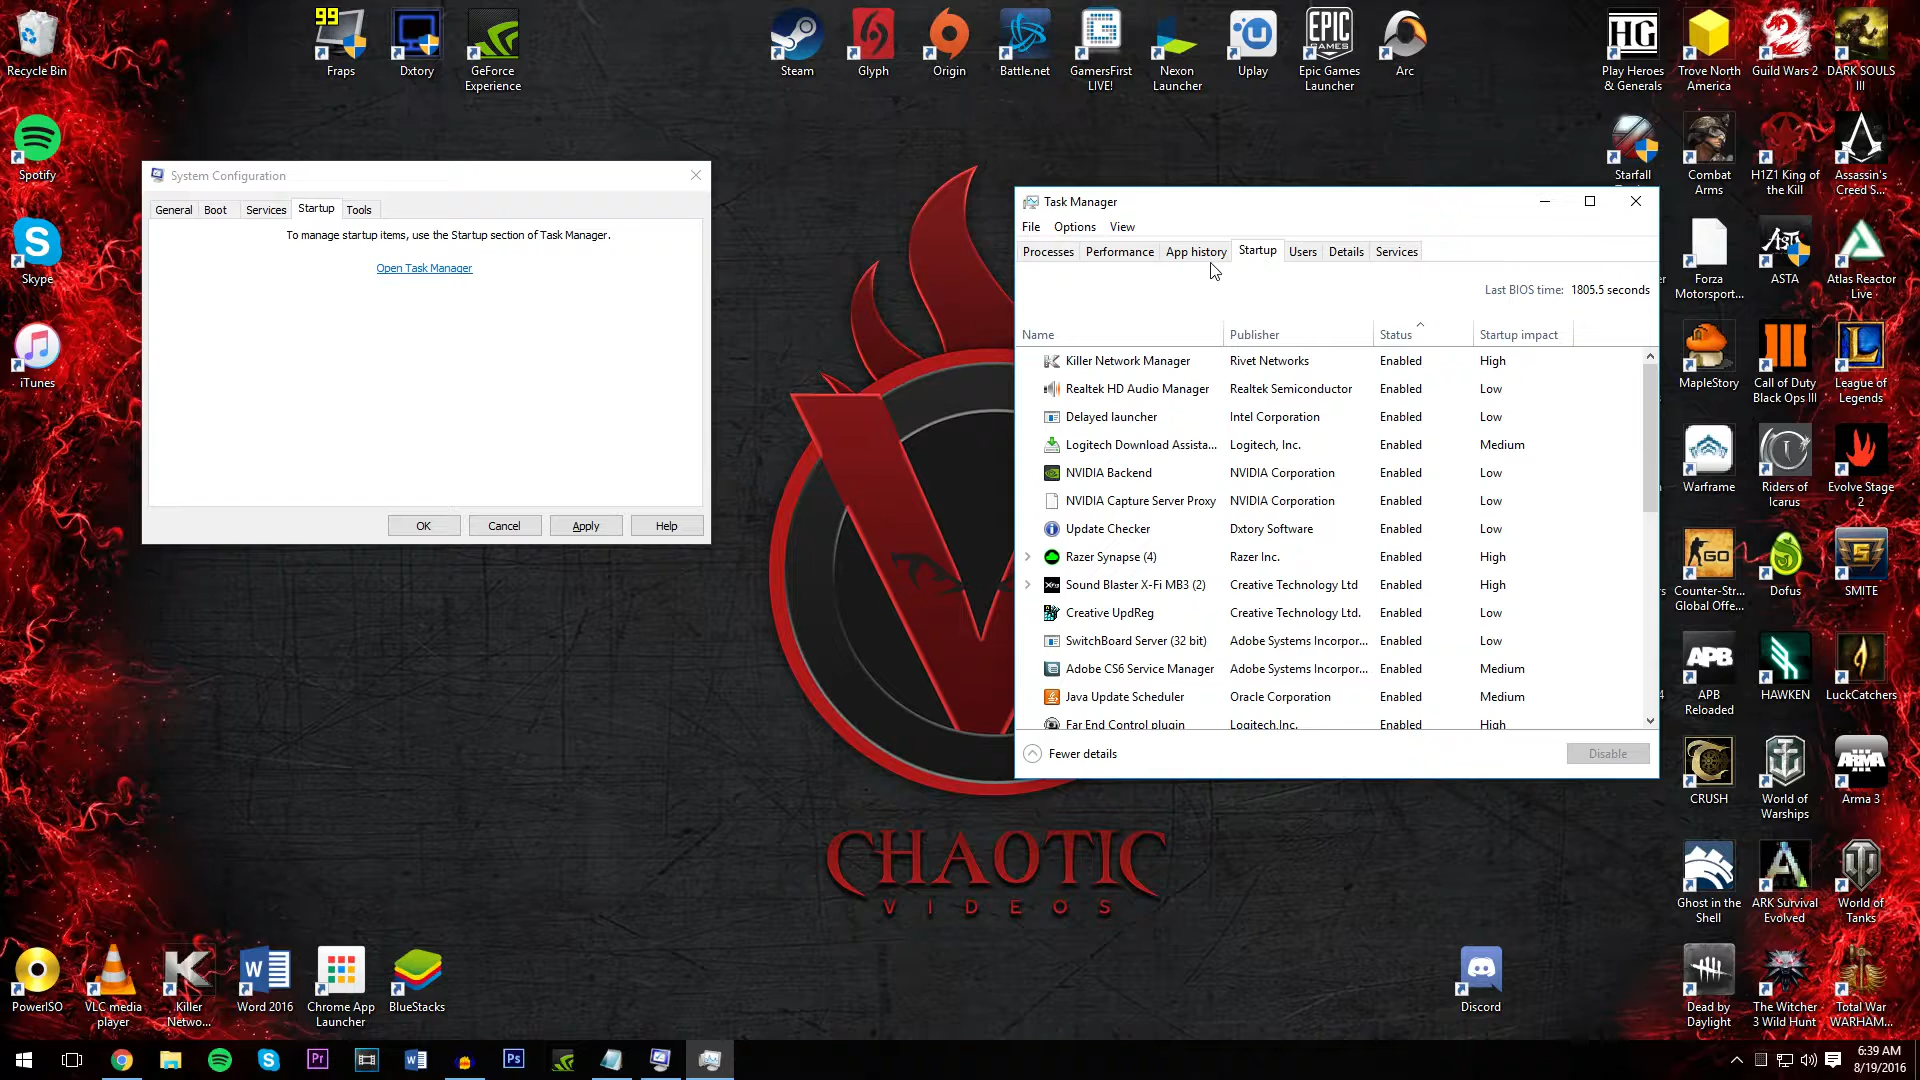 Recycle Bin
99
Fraps
Dxtory
GeForce
Experience
Steam
Glyph
Origin
Battle.net
GamersFirst
LIVE!
Nexon
Launcher
Uplay
EPIC
GAMES
Epic Games
Launcher
Arc
HG
Play Heroes
& Generals
Trove North
America
Guild Wars 2
DARK SOULS
III
Spotify
Skype
iTunes
System Configuration
General
Boot
Services
Startup
Tools
To manage startup items, use the Startup section of Task Manager.
Open Task Manager
OK
Cancel
Apply
Help
Task Manager
File
Options
View
Processes
Performance
App history
Startup
Users
Details
Services
Last BIOS time: 1805.5 seconds
Name
Publisher
Status
Startup impact
Killer Network Manager Rivet Networks Enabled High
Realtek HD Audio Manager Realtek Semiconductor Enabled Low
Delayed launcher Intel Corporation Enabled Low
Logitech Download Assista... Logitech, Inc. Enabled Medium
NVIDIA Backend NVIDIA Corporation Enabled Low
NVIDIA Capture Server Proxy NVIDIA Corporation Enabled Low
Update Checker Dxtory Software Enabled Low
Razer Synapse (4) Razer Inc. Enabled High
Sound Blaster X-Fi MB3 (2) Creative Technology Ltd Enabled High
Creative UpdReg Creative Technology Ltd. Enabled Low
SwitchBoard Server (32 bit) Adobe Systems Incorpor... Enabled Low
Adobe CS6 Service Manager Adobe Systems Incorpor... Enabled Medium
Java Update Scheduler Oracle Corporation Enabled Medium
Far End Control plugin Logitech.Inc. Enabled High
Fewer details
Disable
Starfall
Combat
Arms
H1Z1 King of
the Kill
Assassin's
Creed S...
Forza
Motorsport...
ASTA
Atlas Reactor
Live
MapleStory
Call of Duty
Black Ops III
League of
Legends
Warframe
Riders of
Icarus
Evolve Stage
2
GO
Counter-Str...
Global Offe...
Dofus
SMITE
APB
APB
Reloaded
HAWKEN
LuckCatchers
CRUSH
World of
Warships
ARMA
Arma 3
Ghost in the
Shell
ARK Survival
Evolved
World of
Tanks
CHAOTIC
VIDEOS
PowerISO
VLC media
player
Killer
Netwo...
Word 2016
Chrome App
Launcher
BlueStacks
Discord
Dead by
Daylight
The Witcher
3 Wild Hunt
Total War
WARHAM...
Pr
Ps
6:39 AM
8/19/2016